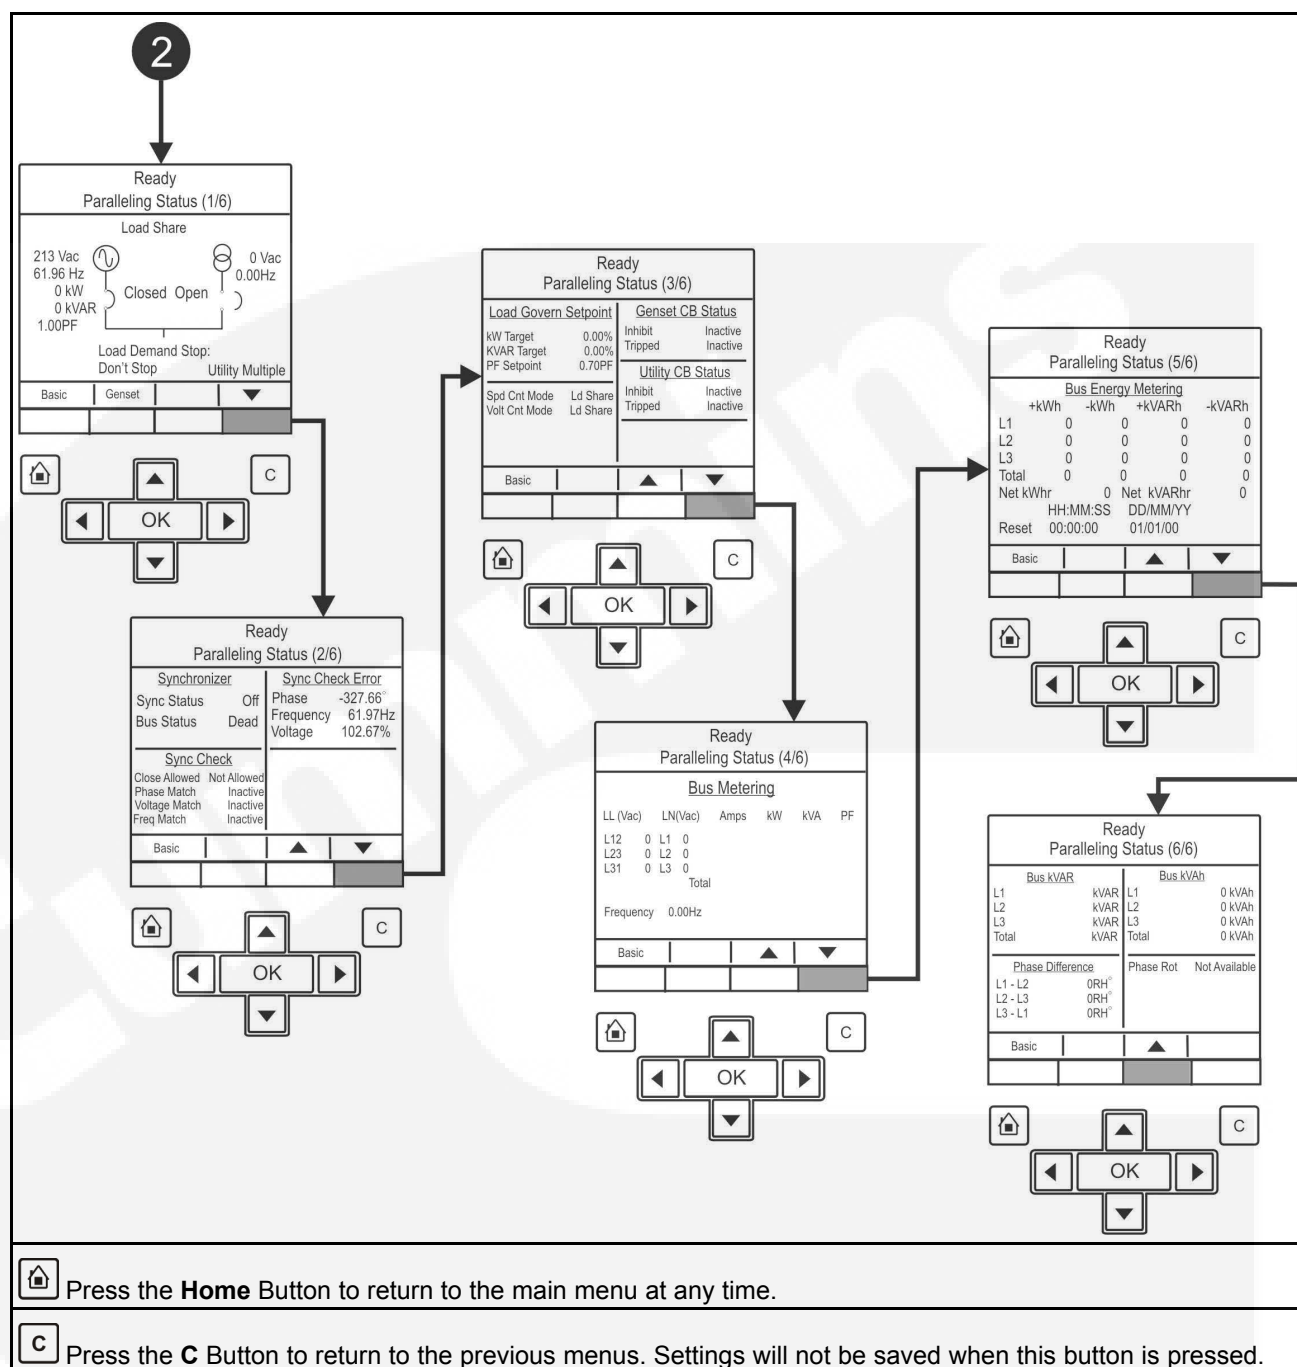 2
Ready
Paralleling Status (1/6)
Load Share
213 Vac 0 Vac
61.96 Hz 0.00Hz
0 kW
Closed Open
0 kVAR
1.00PF
Load Demand Stop:
Don't Stop Utility Multiple
Basic Genset
C
OK
Ready
Paralleling Status (2/6)
Synchronizer
Sync Status Off
Bus Status Dead
Sync Check Error
Phase -327.66°
Frequency 61.97Hz
Voltage 102.67%
Sync Check
Close Allowed Not Allowed
Phase Match Inactive
Voltage Match Inactive
Freq Match Inactive
Basic
C
OK
Ready
Paralleling Status (3/6)
Load Govern Setpoint
kW Target 0.00%
KVAR Target 0.00%
PF Setpoint 0.70PF
Spd Cnt Mode Ld Share
Volt Cnt Mode Ld Share
Genset CB Status
Inhibit Inactive
Tripped Inactive
Utility CB Status
Inhibit Inactive
Tripped Inactive
Basic
C
OK
Ready
Paralleling Status (4/6)
Bus Metering
LL (Vac) LN(Vac) Amps kW kVA PF
L12 0 L1 0
L23 0 L2 0
L31 0 L3 0
Total
Frequency 0.00Hz
Basic
C
OK
Ready
Paralleling Status (5/6)
Bus Energy Metering
+kWh -kWh +kVARh -kVARh
L1 0 0 0 0
L2 0 0 0 0
L3 0 0 0 0
Total 0 0 0 0
Net kWhr 0 Net kVARhr 0
HH:MM:SS DD/MM/YY
Reset 00:00:00 01/01/00
Basic
C
OK
Ready
Paralleling Status (6/6)
Bus kVAR
L1 kVAR
L2 kVAR
L3 kVAR
Total kVAR
Bus kVAh
L1 0 kVAh
L2 0 kVAh
L3 0 kVAh
Total 0 kVAh
Phase Difference
L1 - L2 0RH°
L2 - L3 0RH°
L3 - L1 0RH°
Phase Rot Not Available
Basic
C
OK
Press the Home Button to return to the main menu at any time.
C Press the C Button to return to the previous menus. Settings will not be saved when this button is pressed.
Cummins